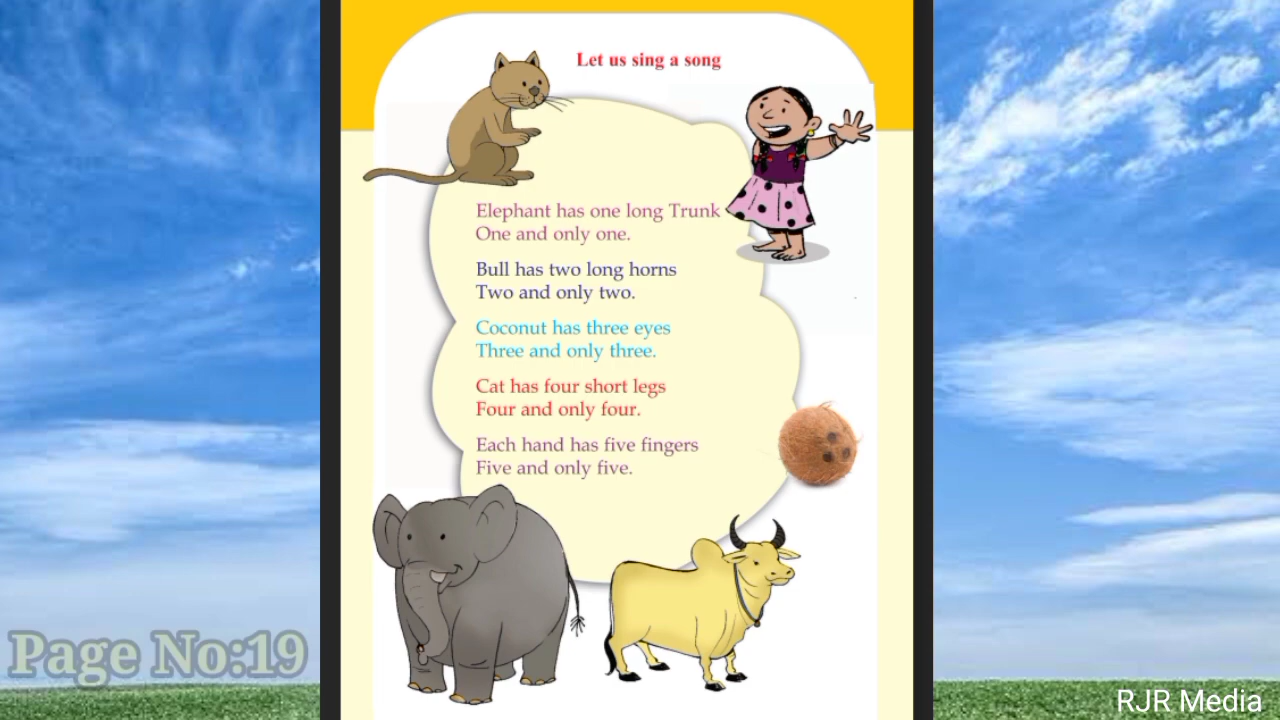 Let us sing a song
Elephant has one long Trunk
One and only one.
Bull has two long horns
Two and only two.
Coconut has three eyes
Three and only three.
Cat has four short legs
Four and only four.
Each hand has five fingers
Five and only five.
Page No:19
RJR Media